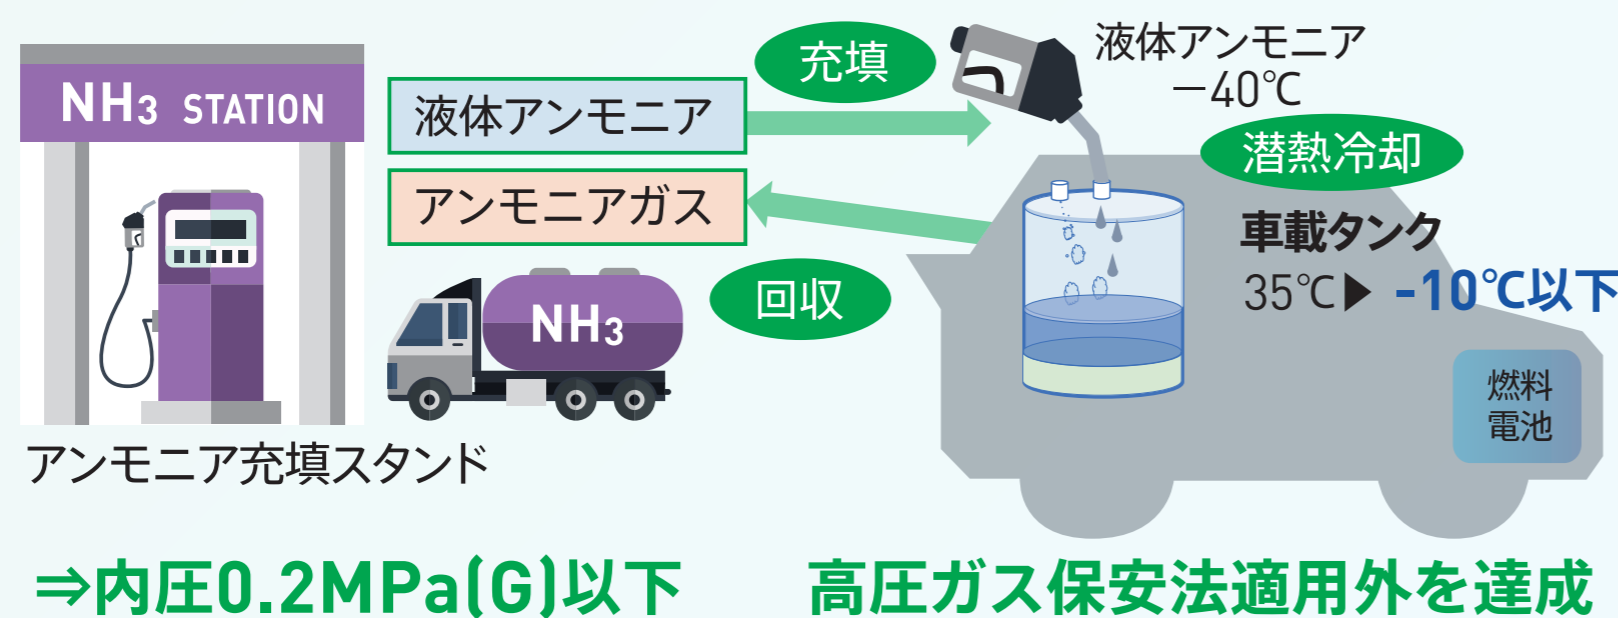 NH3 STATION
アンモニア充填スタンド
液体アンモニア
アンモニアガス
充填
回収
NH3
液体アンモニア
－40℃
潜熱冷却
車載タンク
35℃▶ -10℃以下
燃料
電池
⇒内圧0.2MPa(G)以下 高圧ガス保安法適用外を達成